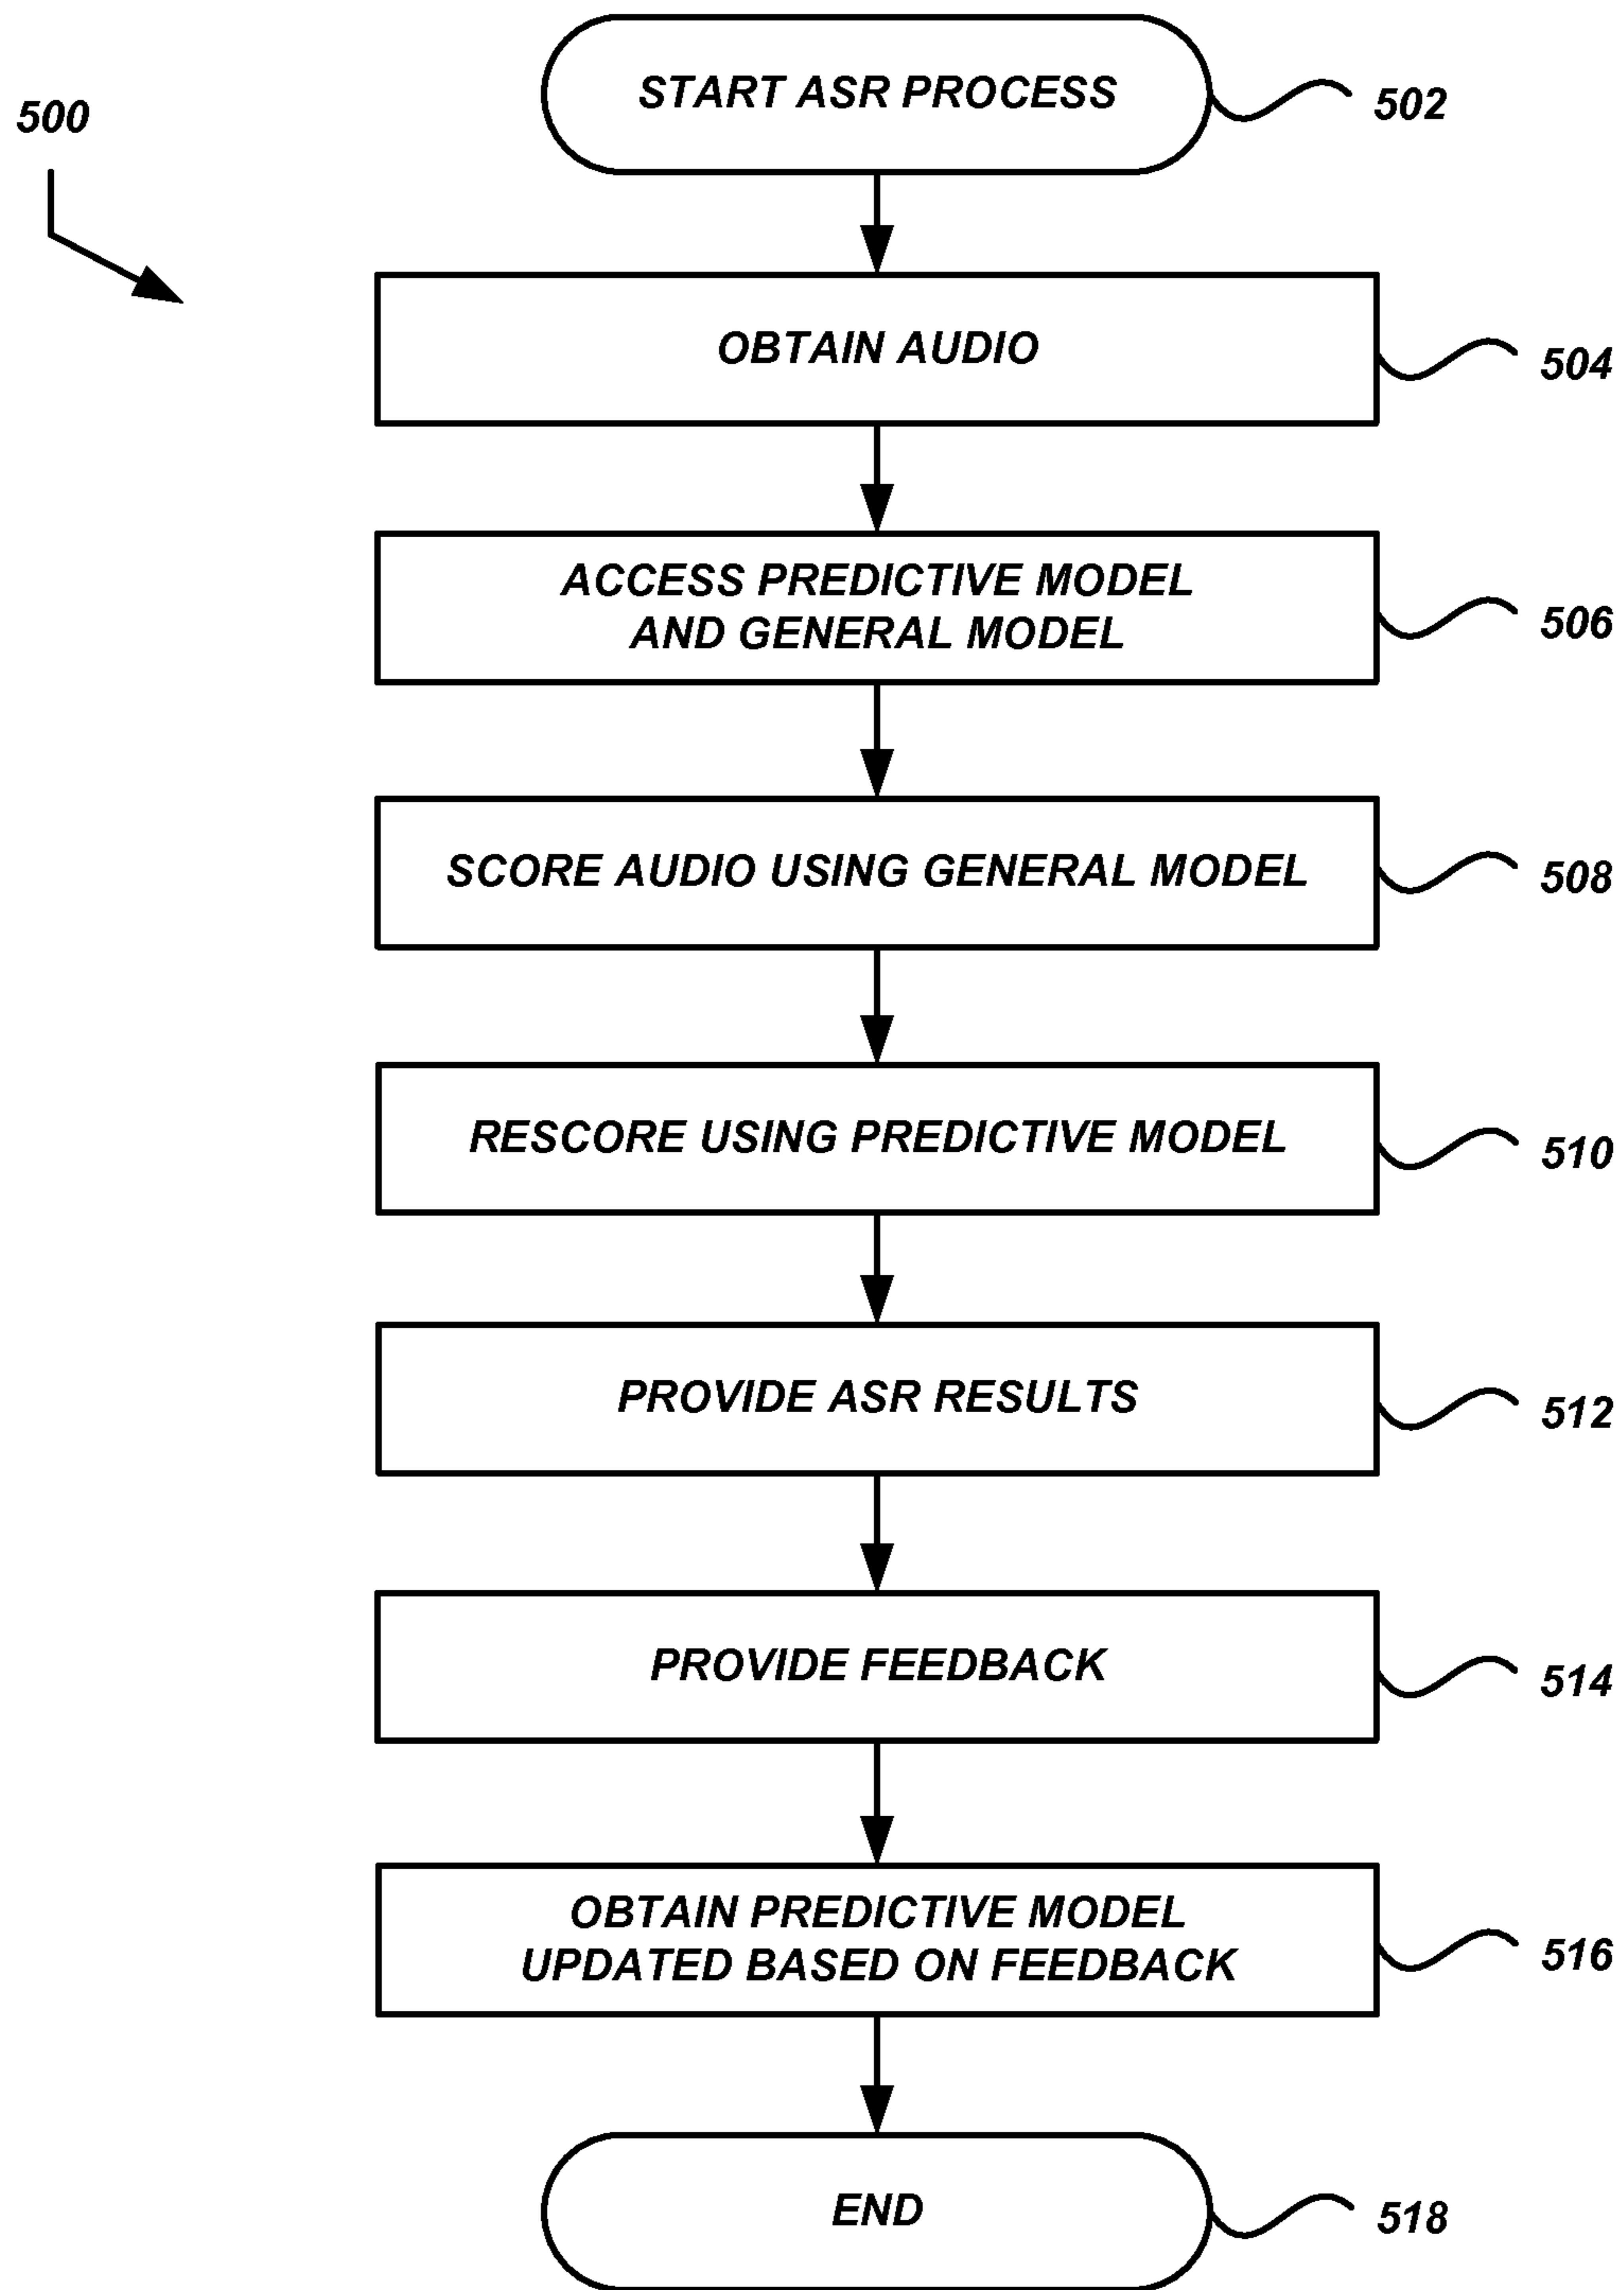 500
START ASR PROCESS
502
OBTAIN AUDIO
504
ACCESS PREDICTIVE MODEL
AND GENERAL MODEL
506
SCORE AUDIO USING GENERAL MODEL
508
RESCORE USING PREDICTIVE MODEL
510
PROVIDE ASR RESULTS
512
PROVIDE FEEDBACK
514
OBTAIN PREDICTIVE MODEL
UPDATED BASED ON FEEDBACK
516
END
518